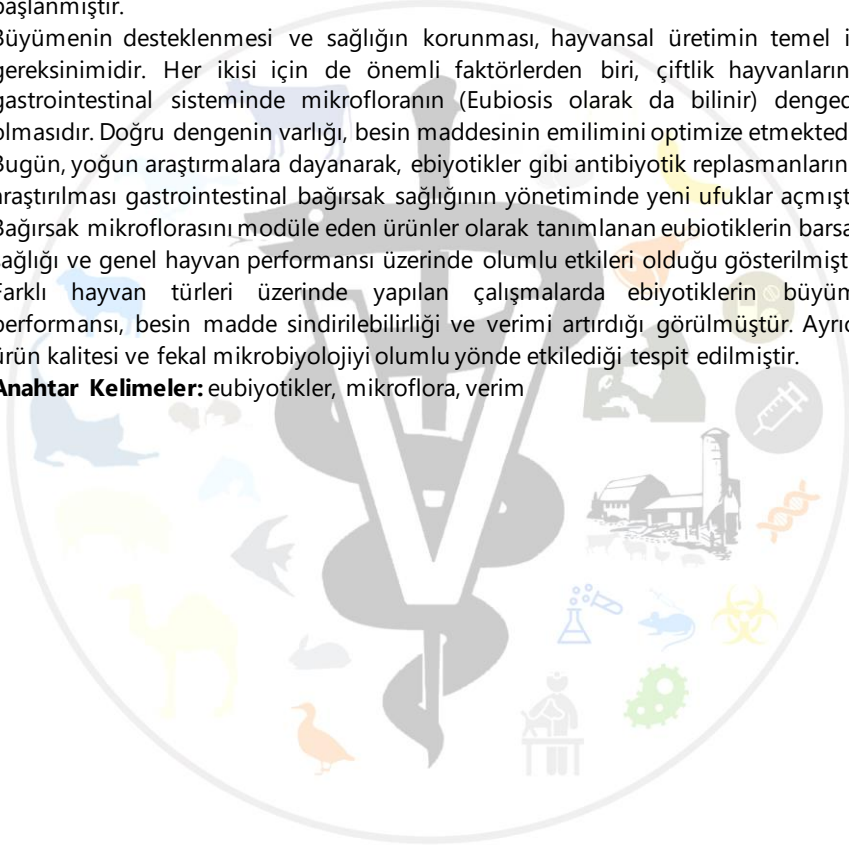 başlanmıştır.
Büyümenin desteklenmesi ve sağlığın korunması, hayvansal üretimin temel i
gereksinimidir. Her ikisi için de önemli faktörlerden biri, çiftlik hayvanların
gastrointestinal sisteminde mikrofloranın (Eubiosis olarak da bilinir) denged
olmasıdır. Doğru dengenin varlığı, besin maddesinin emilimini optimize etmekted
Bugün, yoğun araştırmalara dayanarak, ebiyotikler gibi antibiyotik replasmanların
araştırılması gastrointestinal bağırsak sağlığının yönetiminde yeni ufuklar açmışt
Bağırsak mikroflorasını modüle eden ürünler olarak tanımlanan eubiotiklerin barsa
sağlığı ve genel hayvan performansı üzerinde olumlu etkileri olduğu gösterilmişt
Farklı hayvan türleri üzerinde yapılan çalışmalarda ebiyotiklerin büyüm
performansı, besin madde sindirilebilirliği ve verimi artırdığı görülmüştür. Ayrıc
ürün kalitesi ve fekal mikrobiyolojiyi olumlu yönde etkilediği tespit edilmiştir.
Anahtar Kelimeler: eubiyotikler, mikroflora, verim